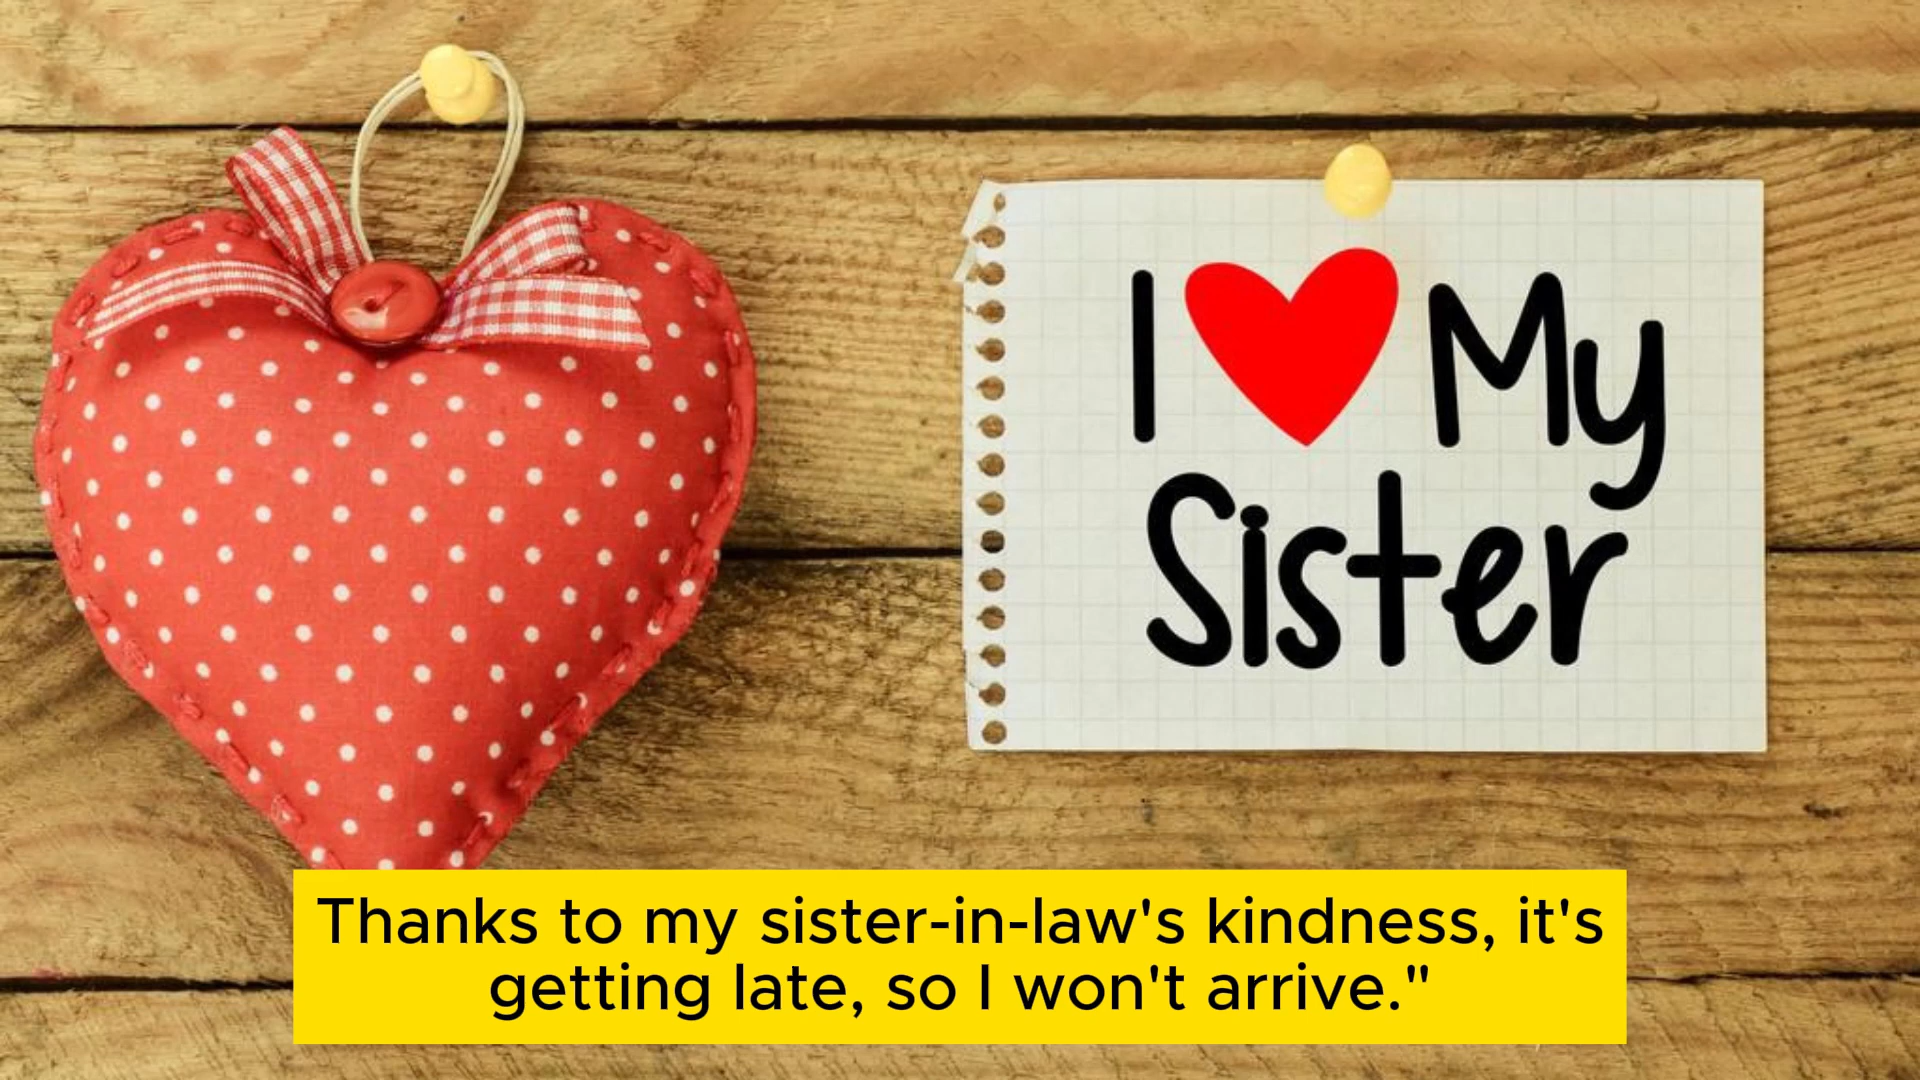 I ❤ My
Sister
Thanks to my sister-in-law's kindness, it's
getting late, so I won't arrive."